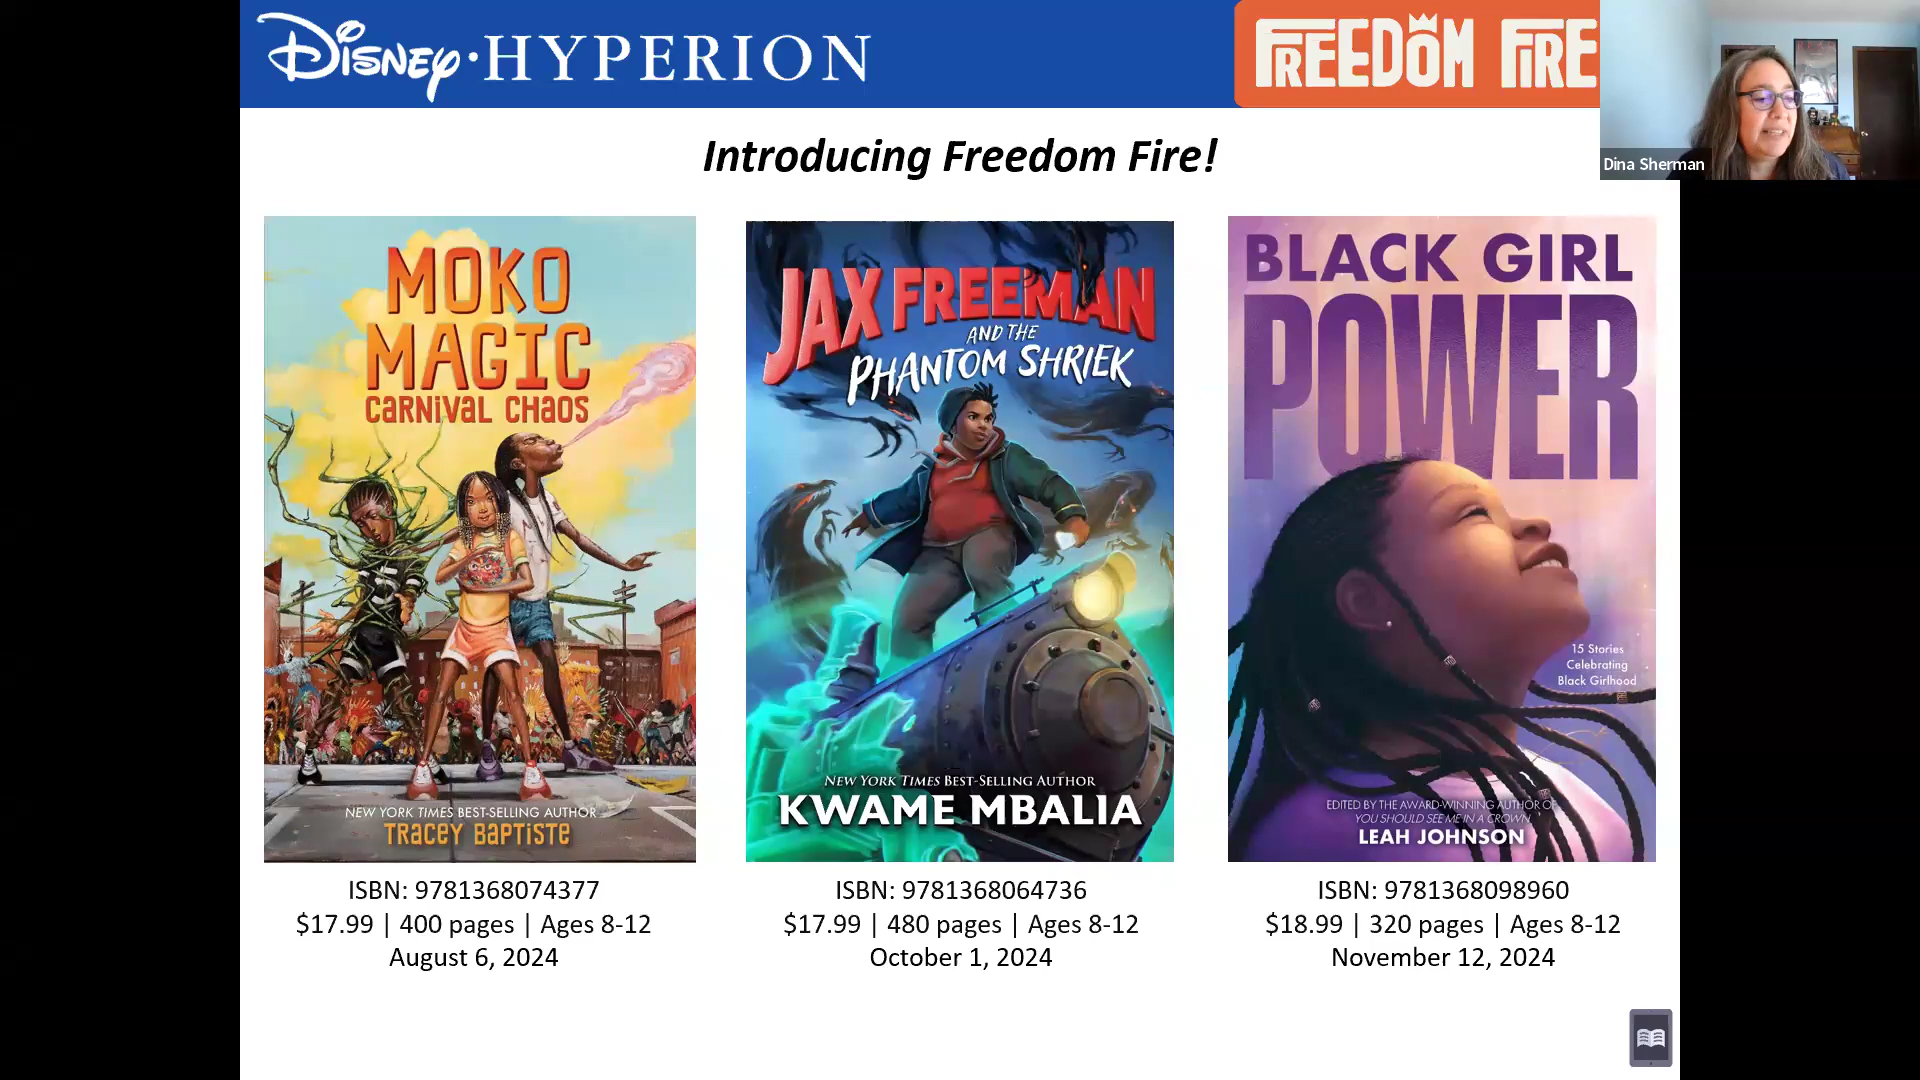 DISNEY · HYPERION
FREEDOM FIRE
Dina Sherman
Introducing Freedom Fire!
MOKO
MAGIC
CARNIVAL CHAOS
NEW YORK TIMES BEST-SELLING AUTHOR
TRACEY BAPTISTE
ISBN: 9781368074377
$17.99 | 400 pages | Ages 8-12
August 6, 2024
JAX FREEMAN
AND THE
PHANTOM SHRIEK
NEW YORK TIMES BEST-SELLING AUTHOR
KWAME MBALIA
ISBN: 9781368064736
$17.99 | 480 pages | Ages 8-12
October 1, 2024
BLACK GIRL
POWER
15 Stories
Celebrating
Black Girlhood
EDITED BY THE AWARD-WINNING AUTHOR OF
YOU SHOULD SEE ME IN A CROWN
LEAH JOHNSON
ISBN: 9781368098960
$18.99 | 320 pages | Ages 8-12
November 12, 2024